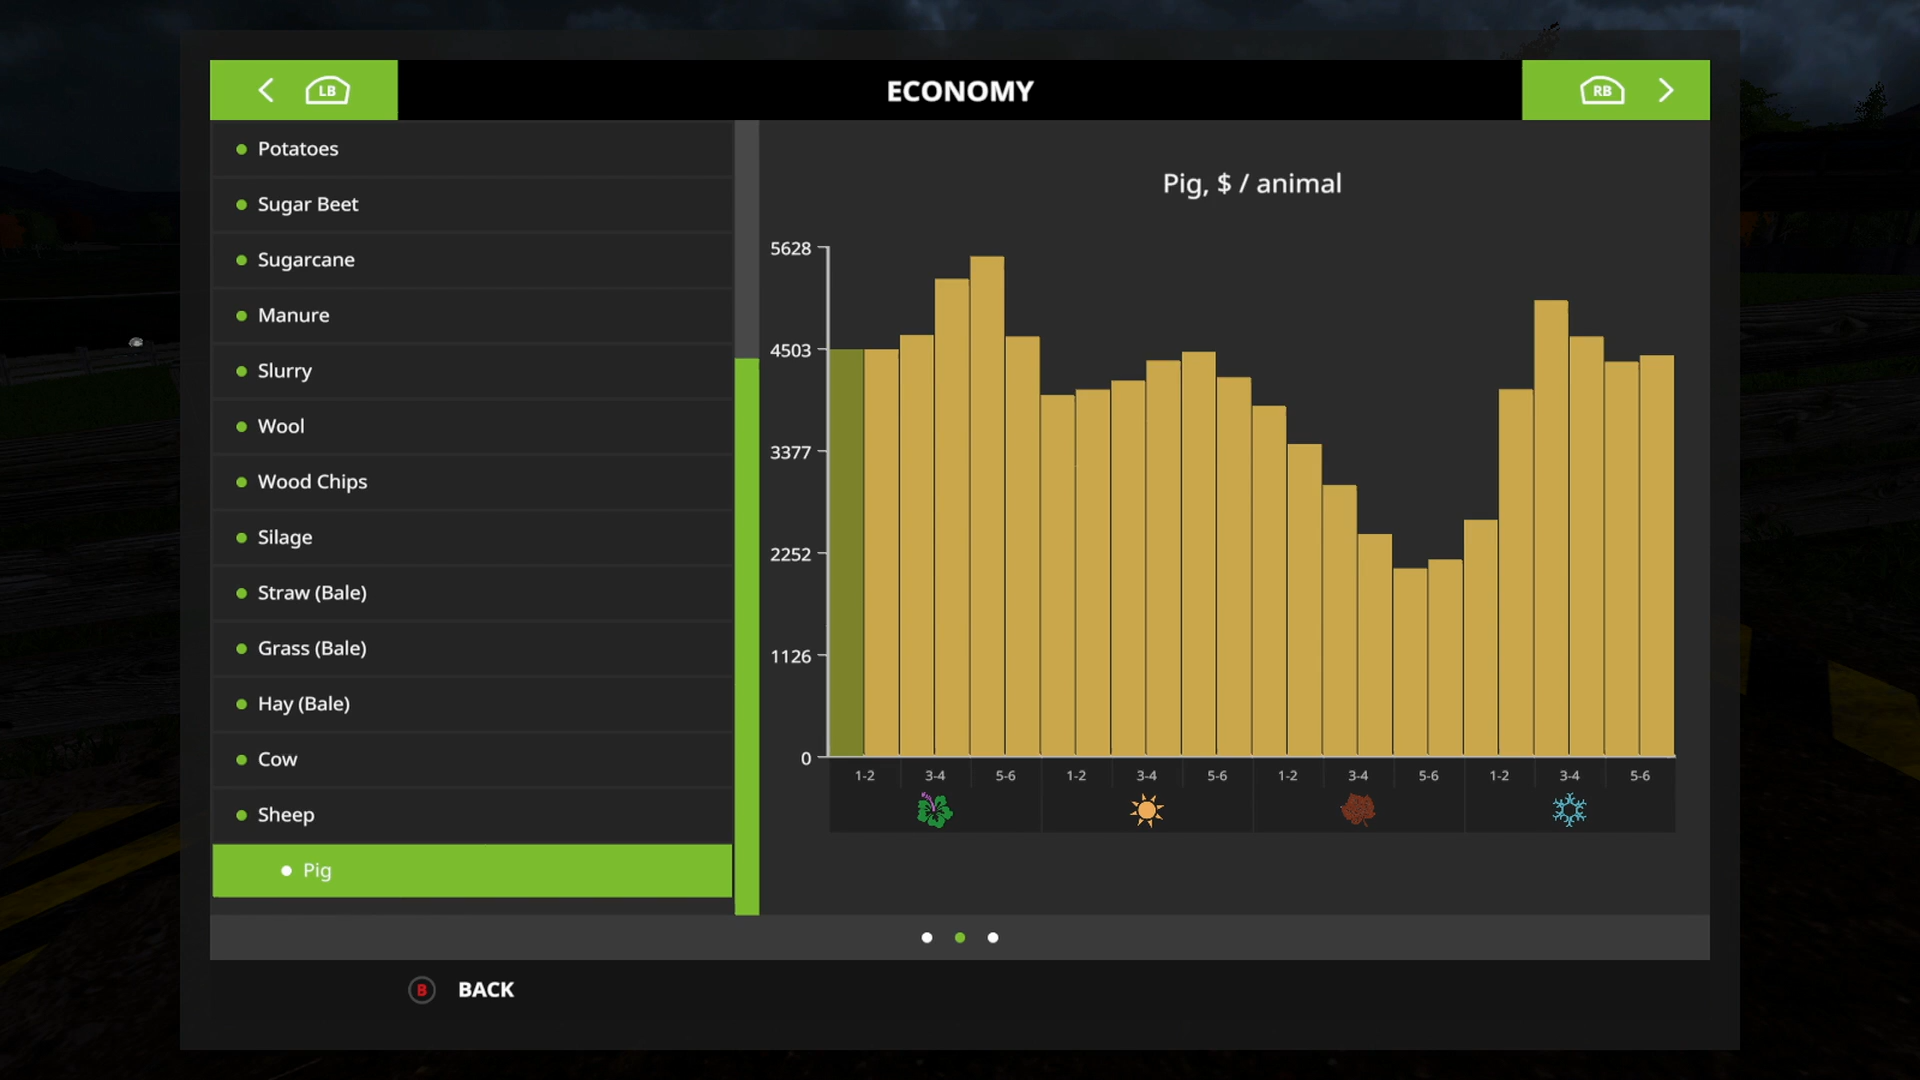 LB
ECONOMY
RB
Potatoes
Sugar Beet
Sugarcane
Manure
Slurry
Wool
Wood Chips
Silage
Straw (Bale)
Grass (Bale)
Hay (Bale)
Cow
Sheep
Pig
Pig, $ / animal
5628
4503
3377
2252
1126
0
1-2 3-4 5-6 1-2 3-4 5-6 1-2 3-4 5-6 1-2 3-4 5-6
B BACK